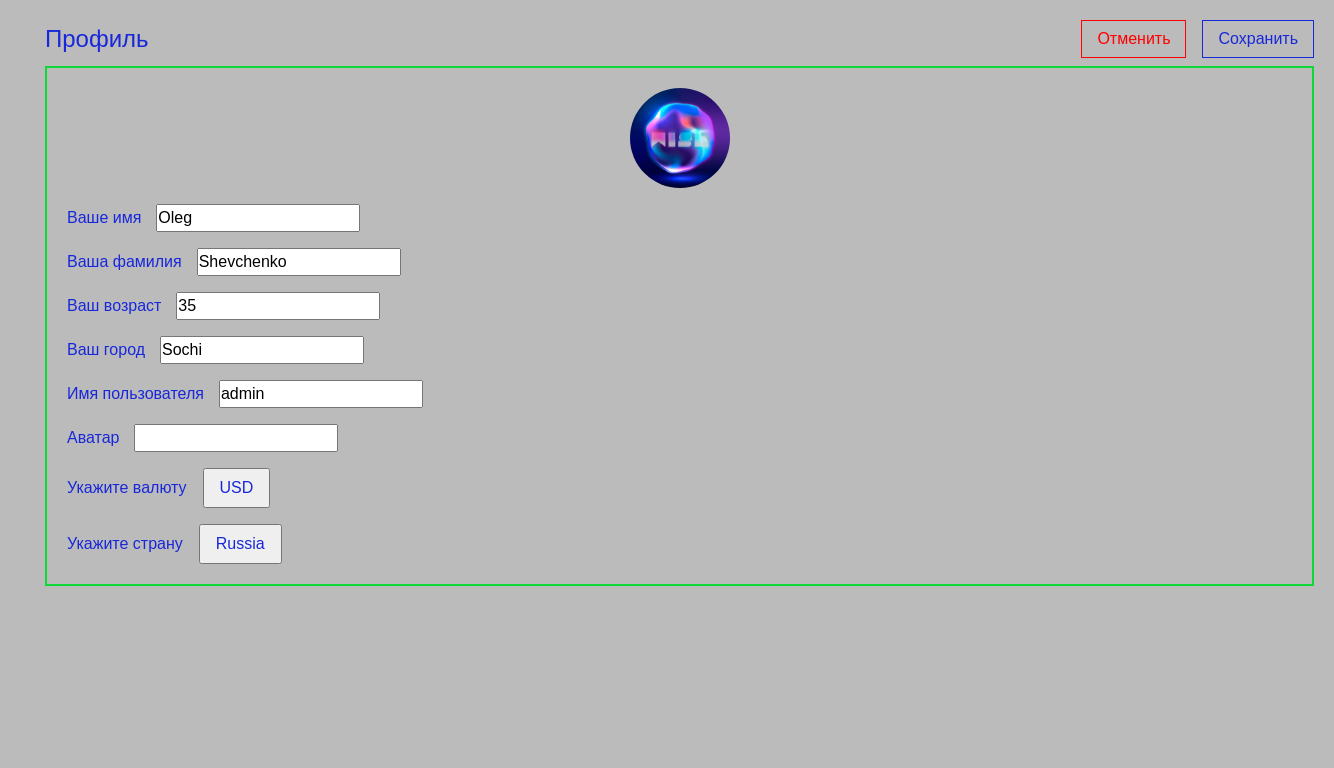 Профиль Отменить Сохранить
WISE
Ваше имя Oleg
Ваша фамилия Shevchenko
Ваш возраст 35
Ваш город Sochi
Имя пользователя admin
Аватар
Укажите валюту USD
Укажите страну Russia